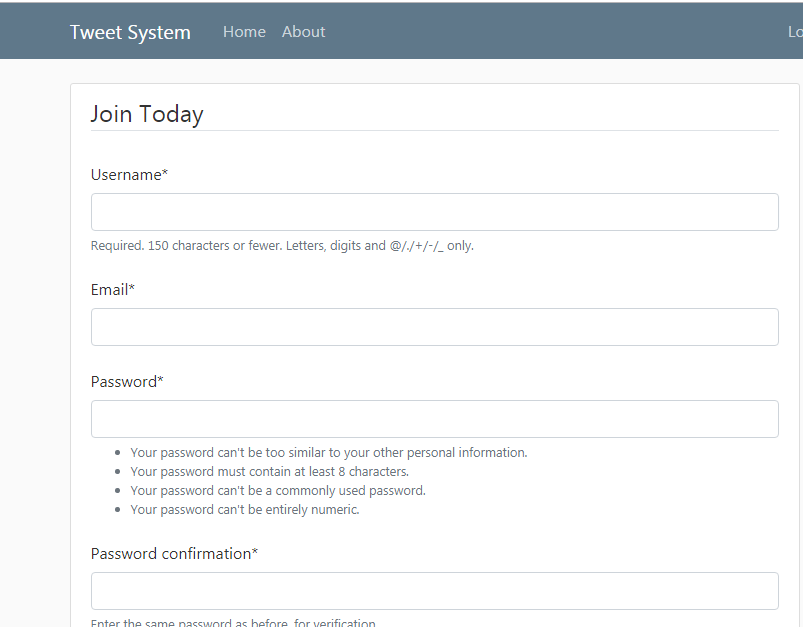 Tweet System Home About Lo
Join Today
Username*
Required. 150 characters or fewer. Letters, digits and @/./+/-/_ only.
Email*
Password*
Your password can't be too similar to your other personal information.
Your password must contain at least 8 characters.
Your password can't be a commonly used password.
Your password can't be entirely numeric.
Password confirmation*
Enter the same password as before, for verification